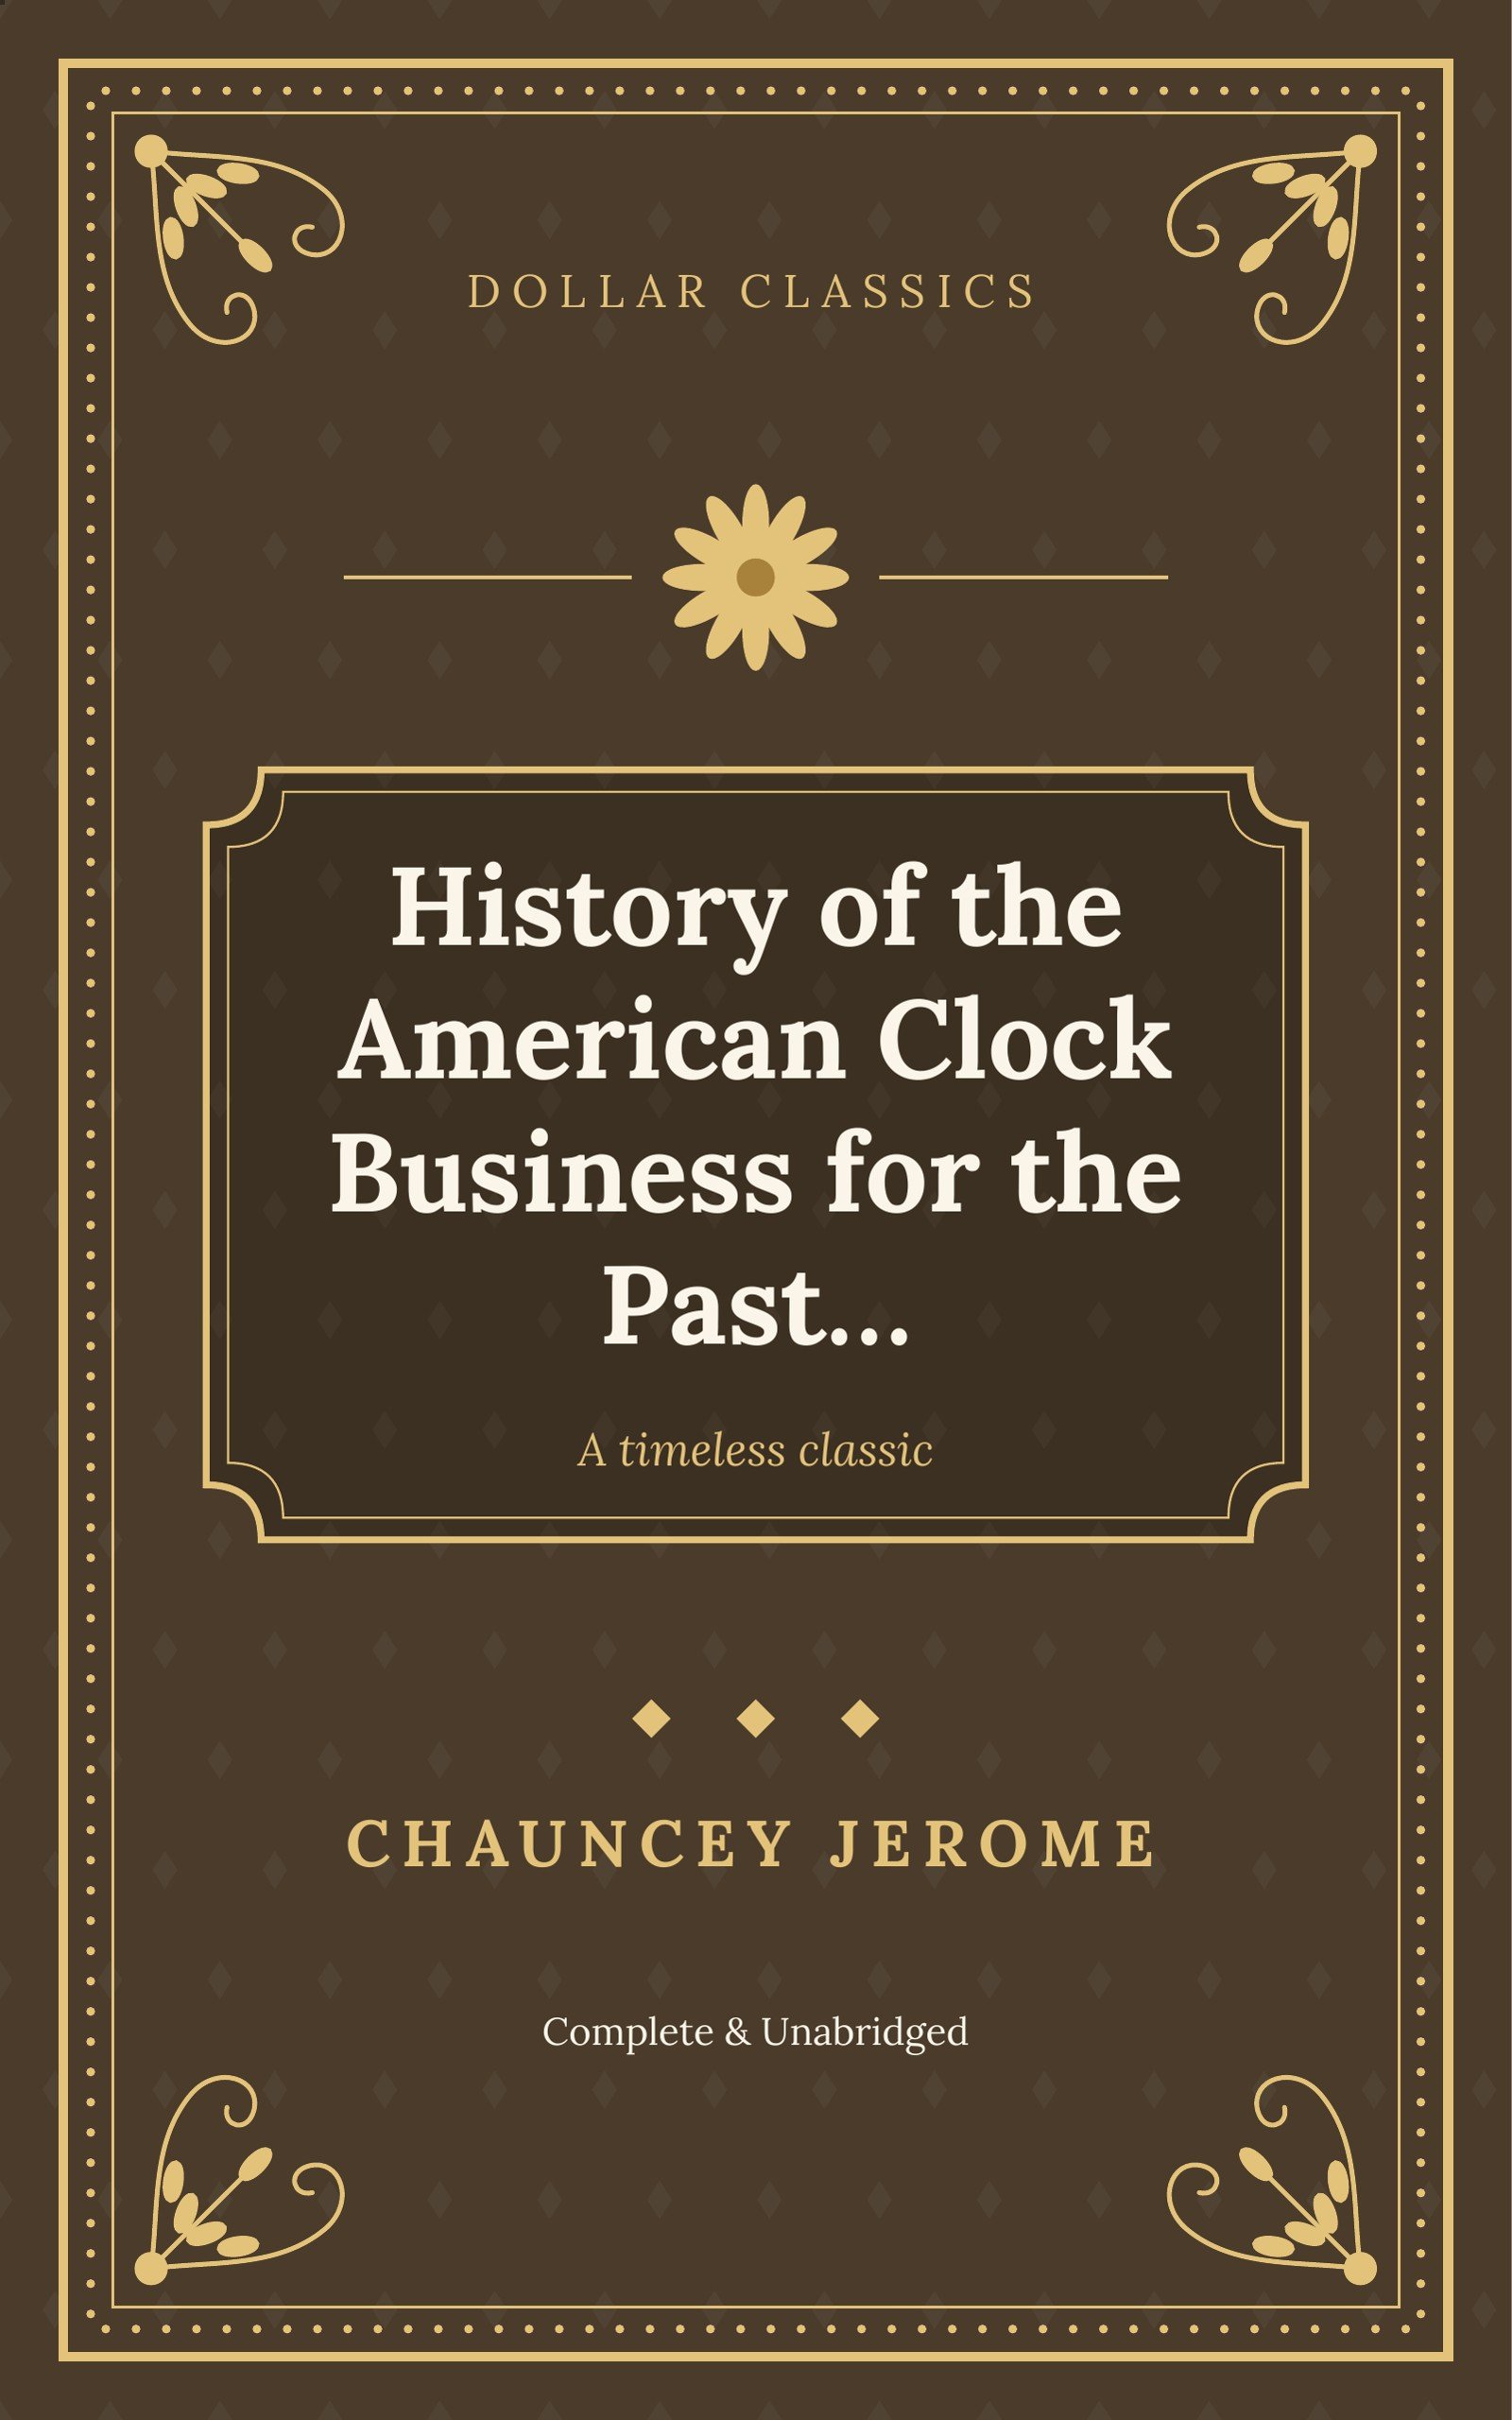 DOLLAR CLASSICS
History of the
American Clock
Business for the
Past...
A timeless classic
CHAUNCEY JEROME
Complete & Unabridged